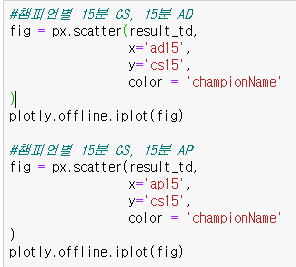 #챔피언별 15분 CS, 15분 AD
fig = px.scatter(result_td,
                 x='ad15',
                 y='cs15',
                 color = 'championName'
)
plotly.offline.iplot(fig)

#챔피언별 15분 CS, 15분 AP
fig = px.scatter(result_td,
                 x='ap15',
                 y='cs15',
                 color = 'championName'
)
plotly.offline.iplot(fig)